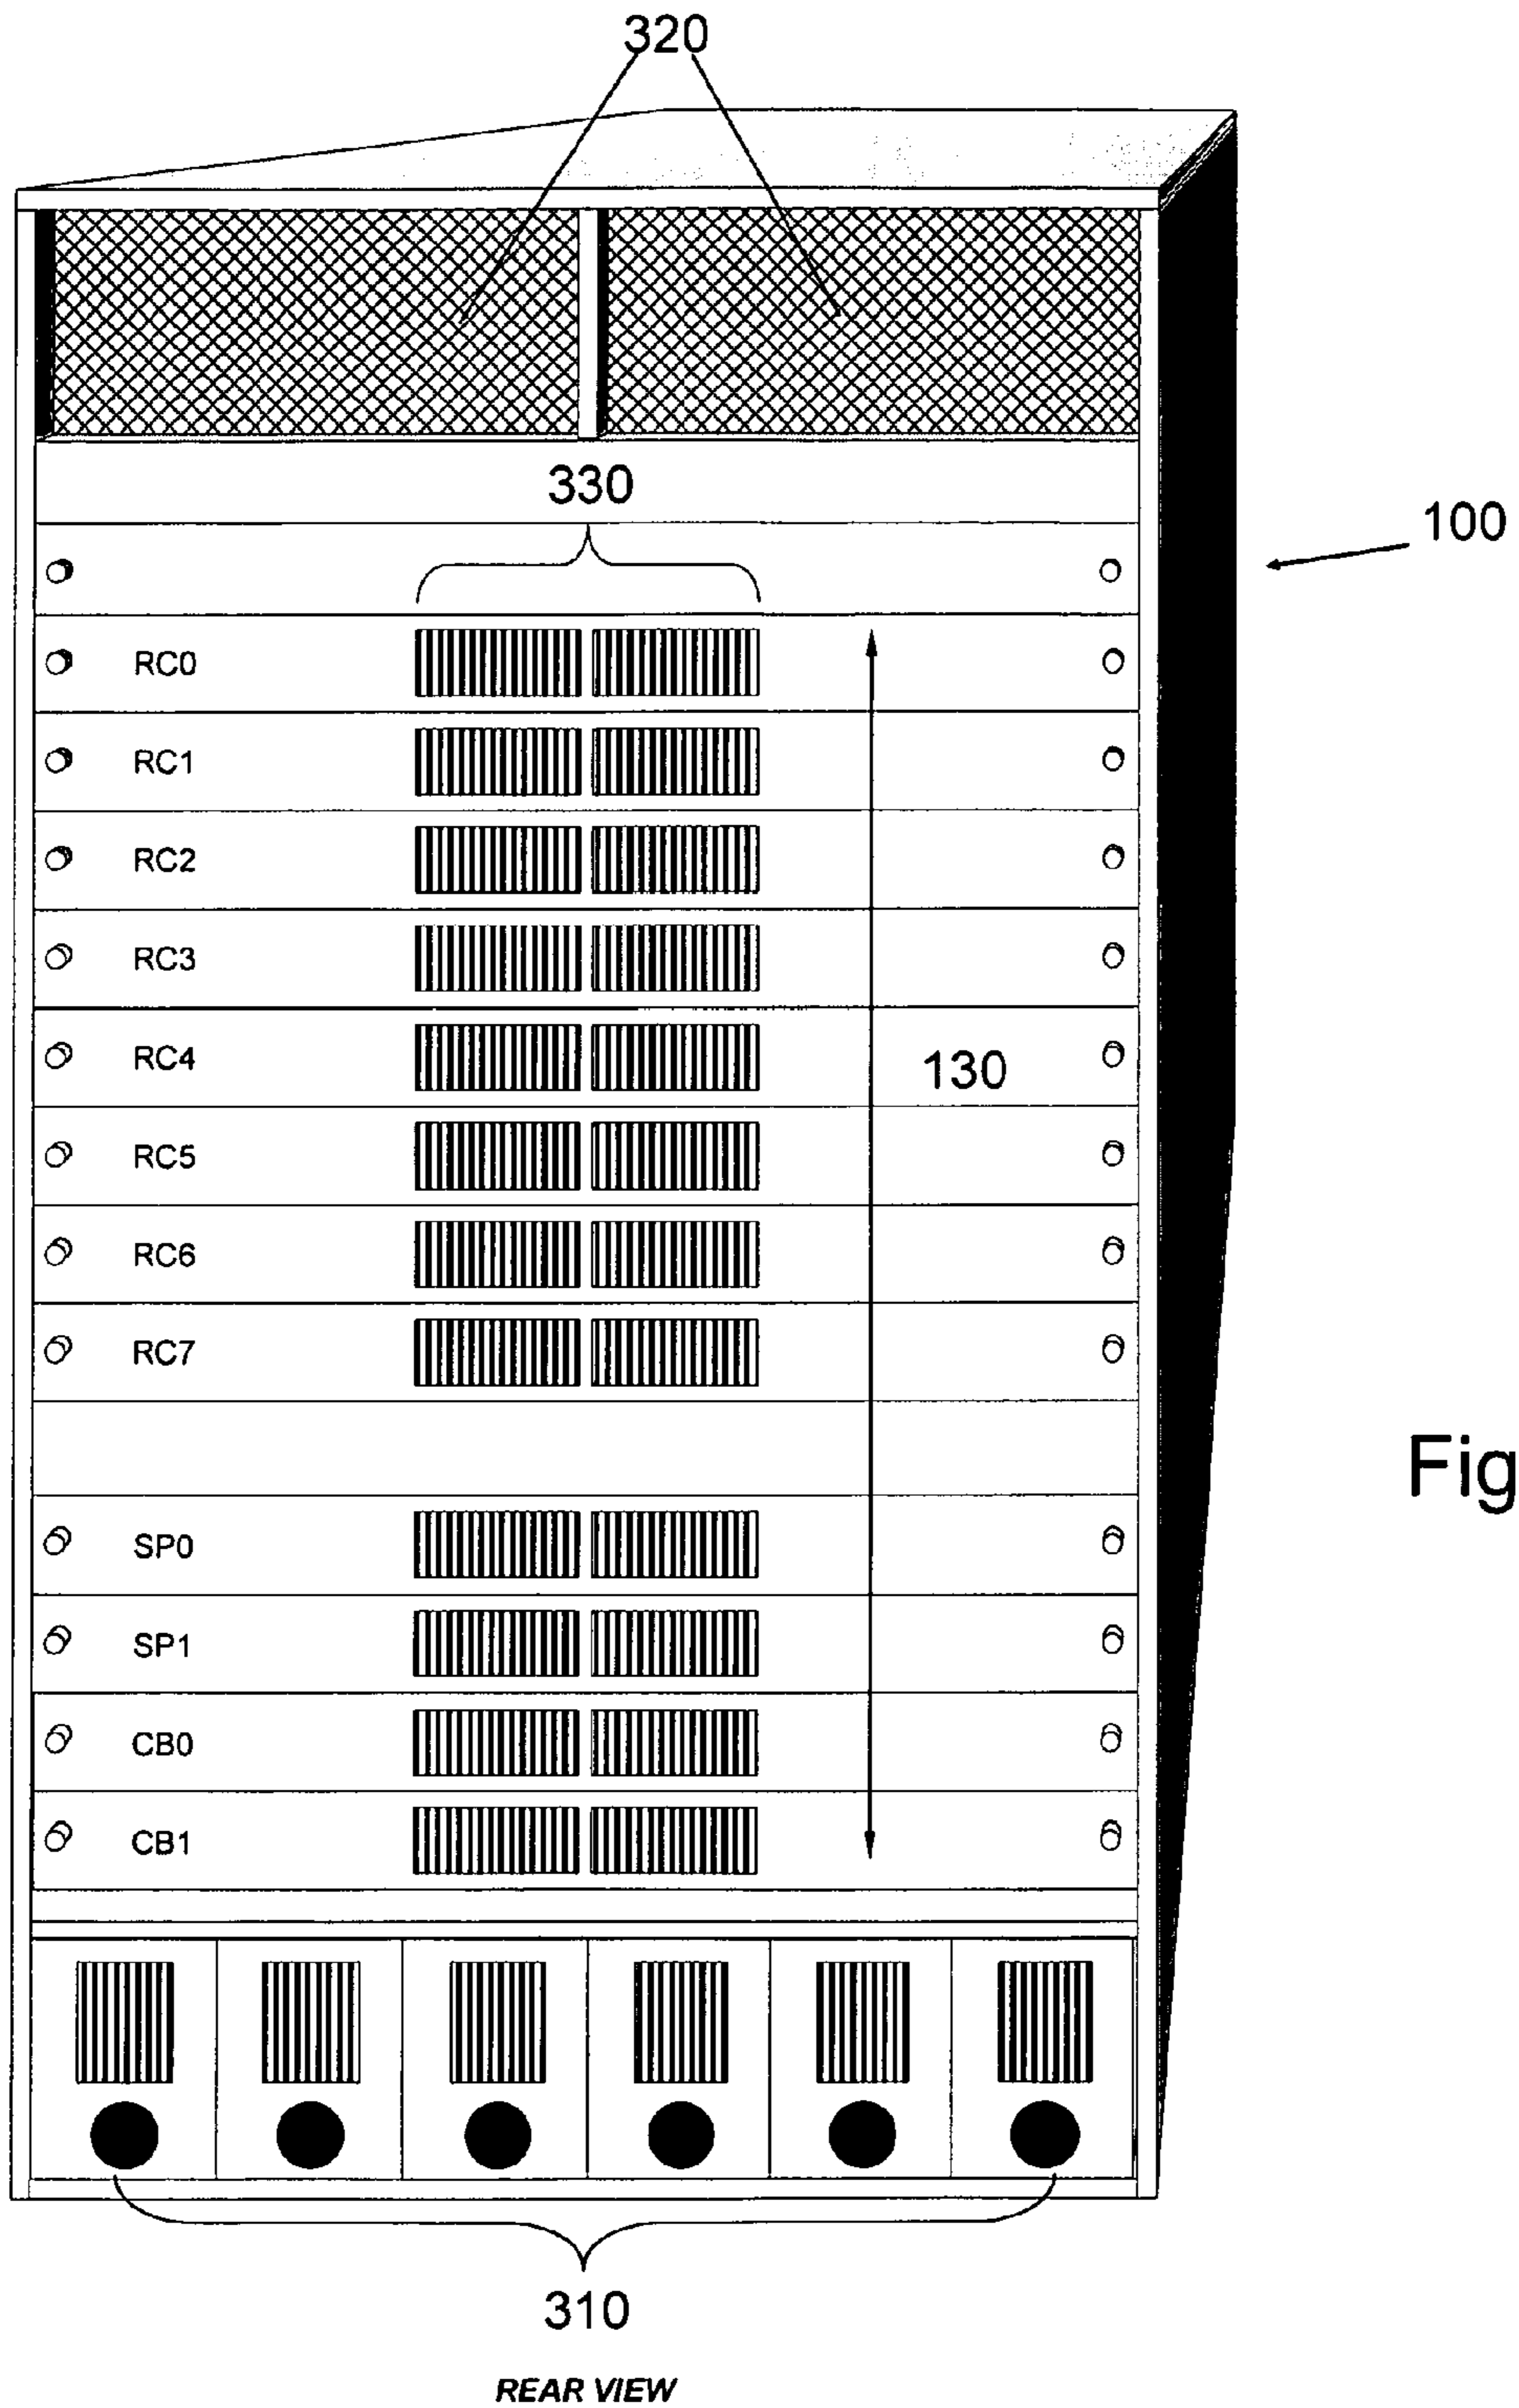 320
330
100
RC0
RC1
RC2
RC3
RC4
130
RC5
RC6
RC7
Fig
SP0
SP1
CB0
CB1
310
REAR VIEW